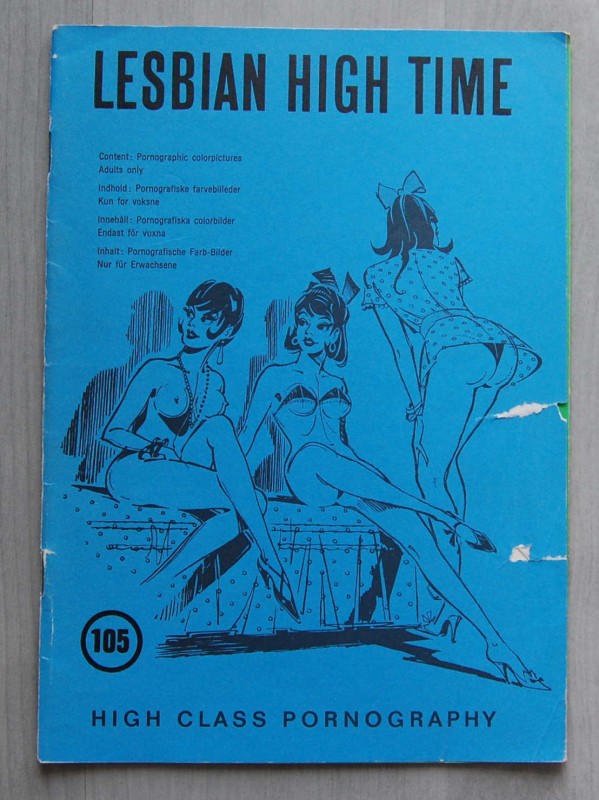 LESBIAN HIGH TIME
Content: Pornographic colorpictures
Adults only
Indhold: Pornografiske farvebilleder
Kun for voksne
Innehåll: Pornografiska colorbilder
Endast för vuxna
Inhalt: Pornografische Farb-Bilder
Nur für Erwachsene
105
HIGH CLASS PORNOGRAPHY